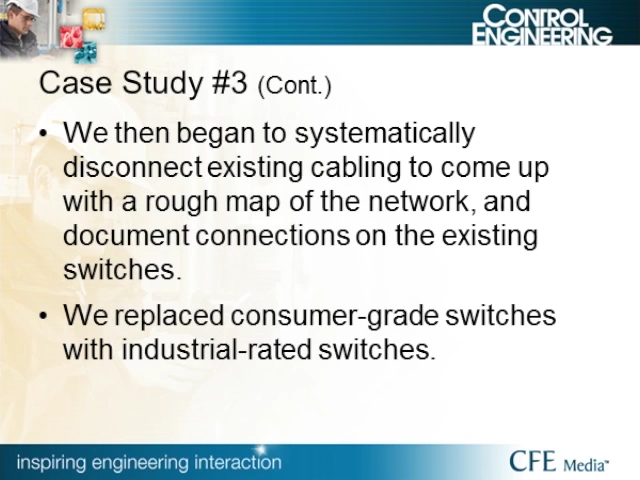 CONTROL
ENGINEERING
Case Study #3 (Cont.)
• We then began to systematically
disconnect existing cabling to come up
with a rough map of the network, and
document connections on the existing
switches.
• We replaced consumer-grade switches
with industrial-rated switches.
inspiring engineering interaction
CFE Media™